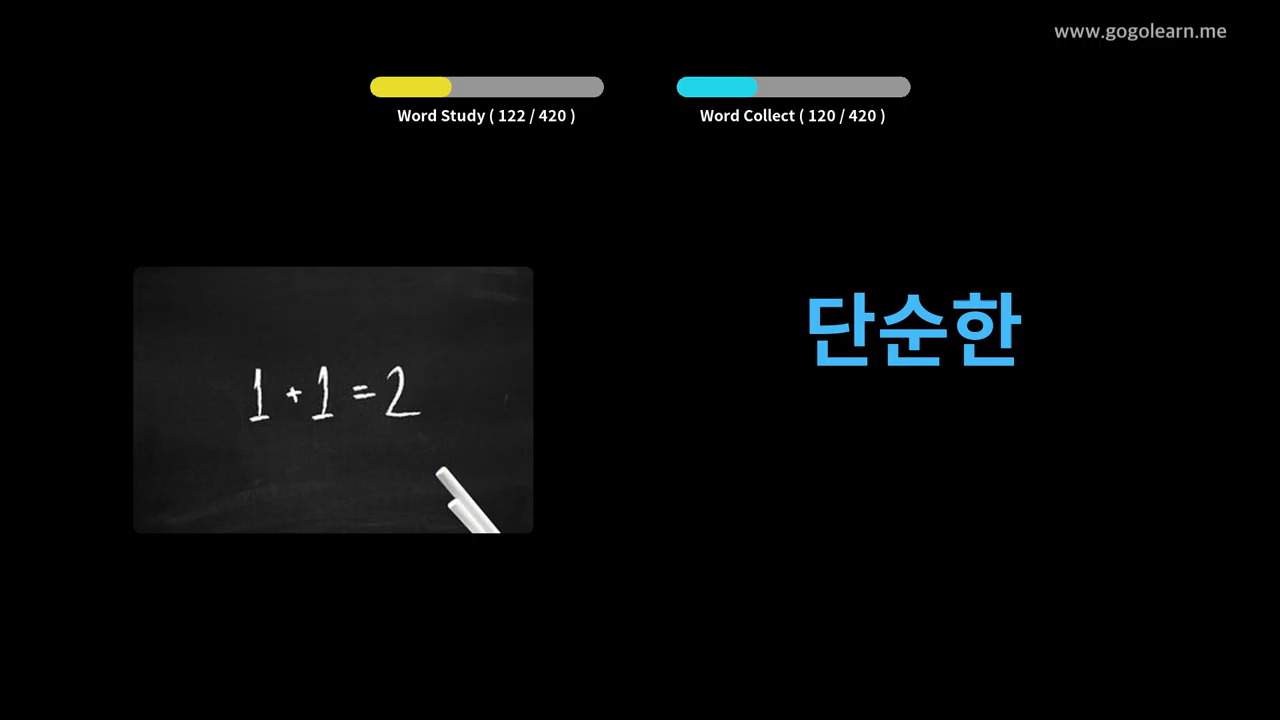 www.gogolearn.me
Word Study ( 122 / 420 )
Word Collect ( 120 / 420 )
단순한
1 + 1 = 2